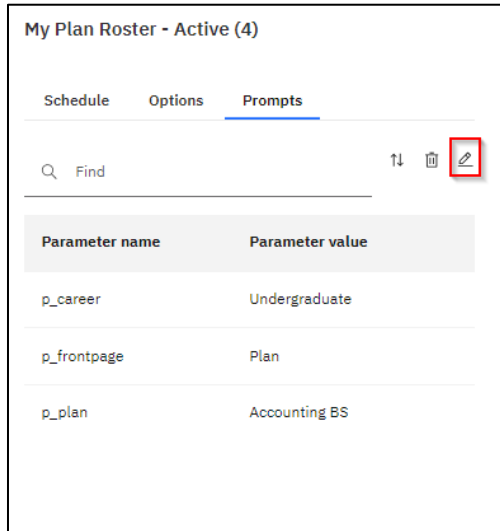 My Plan Roster - Active (4)
Schedule Options Prompts
Find
Parameter name Parameter value
p_career Undergraduate
p_frontpage Plan
p_plan Accounting BS